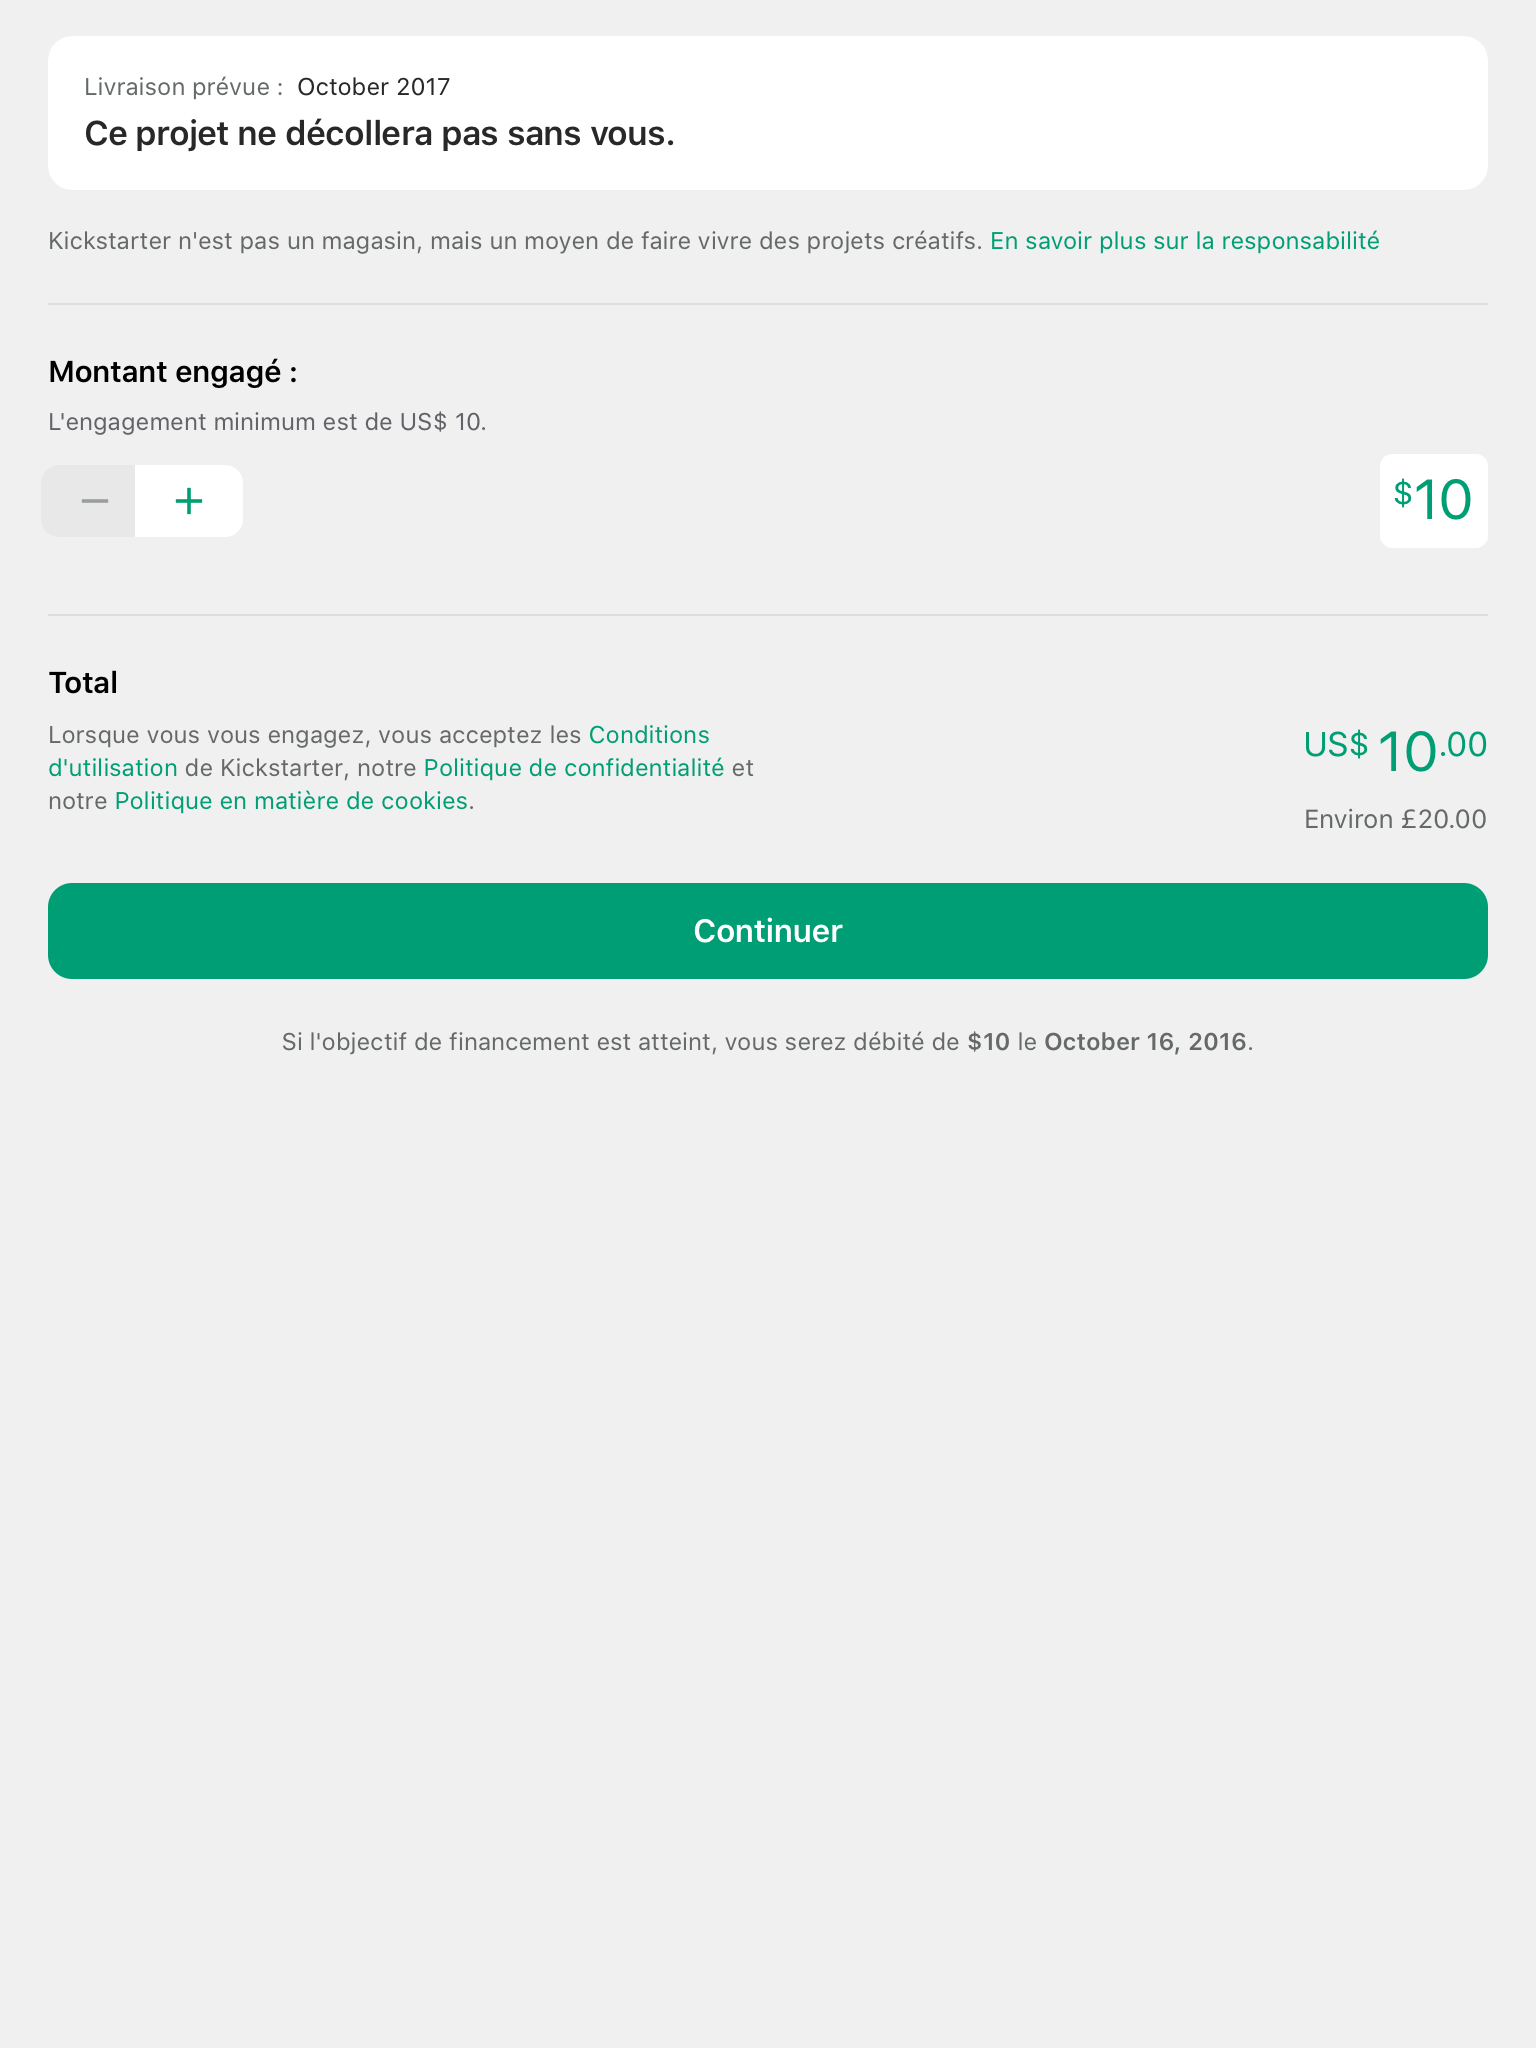 Livraison prévue : October 2017
Ce projet ne décollera pas sans vous.
Kickstarter n'est pas un magasin, mais un moyen de faire vivre des projets créatifs. En savoir plus sur la responsabilité
Montant engagé :
L'engagement minimum est de US$ 10.
$10
Total
Lorsque vous vous engagez, vous acceptez les Conditions
d'utilisation de Kickstarter, notre Politique de confidentialité et
notre Politique en matière de cookies.
US$ 10.00
Environ £20.00
Continuer
Si l'objectif de financement est atteint, vous serez débité de $10 le October 16, 2016.